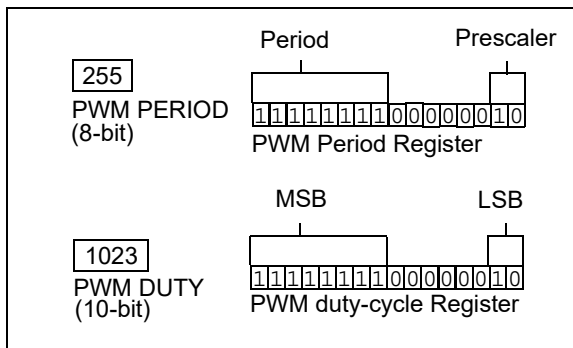 Period Prescaler
255
PWM PERIOD
(8-bit)
1111111100000010
PWM Period Register
MSB LSB
1023
PWM DUTY
(10-bit)
1111111100000010
PWM duty-cycle Register